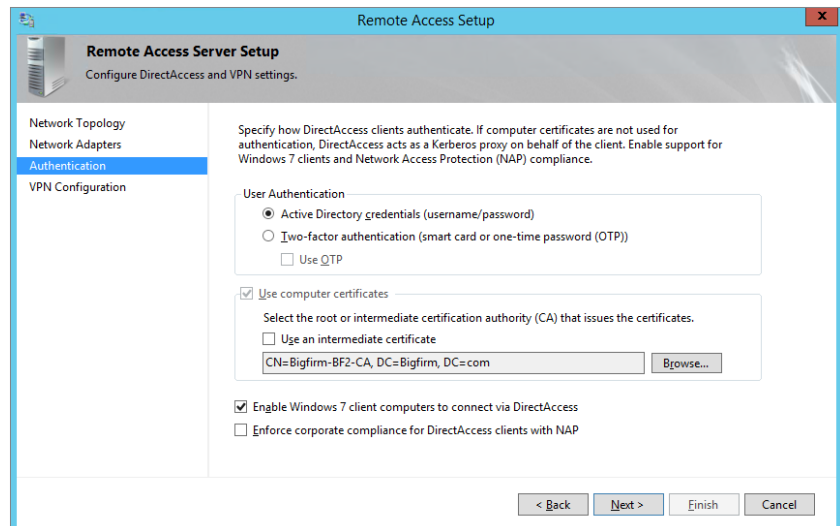 Remote Access Setup
x
Remote Access Server Setup
Configure DirectAccess and VPN settings.
Network Topology
Network Adapters
Authentication
VPN Configuration
Specify how DirectAccess clients authenticate. If computer certificates are not used for
authentication, DirectAccess acts as a Kerberos proxy on behalf of the client. Enable support for
Windows 7 clients and Network Access Protection (NAP) compliance.
User Authentication
Active Directory credentials (username/password)
Two-factor authentication (smart card or one-time password (OTP))
Use OTP
Use computer certificates
Select the root or intermediate certification authority (CA) that issues the certificates.
Use an intermediate certificate
CN=Bigfirm-BF2-CA, DC=Bigfirm, DC=com
Browse...
Enable Windows 7 client computers to connect via DirectAccess
Enforce corporate compliance for DirectAccess clients with NAP
< Back
Next >
Finish
Cancel